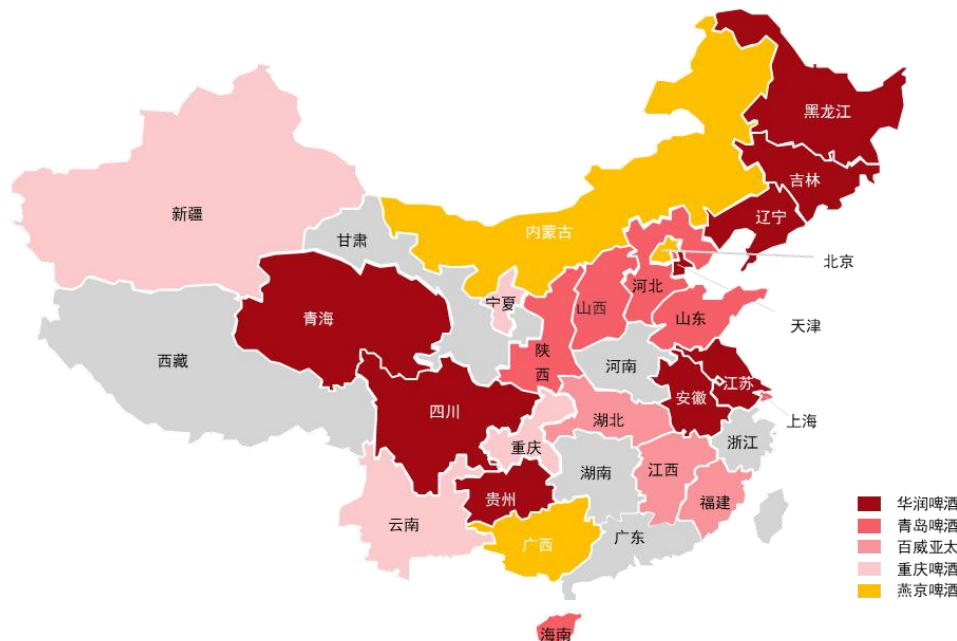 黑龙江
吉林
辽宁
新疆
内蒙古
甘肃
北京
宁夏
河北
山西
青海
山东
天津
陕
西
西藏
河南
江苏
安徽
四川
湖北
上海
重庆
浙江
江西
湖南
贵州
福建
云南
广西
广东
海南
华润啤酒
青岛啤酒
百威亚太
重庆啤酒
燕京啤酒